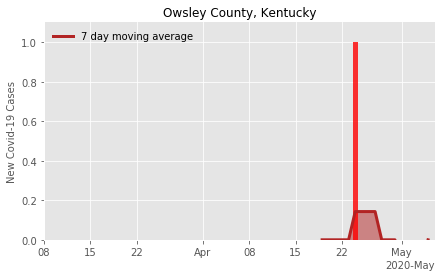 Owsley County, Kentucky
7 day moving average
New Covid-19 Cases
1.0
0.8
0.6
0.4
0.2
0.0
08 15 22 Apr 08 15 22 May
2020-May